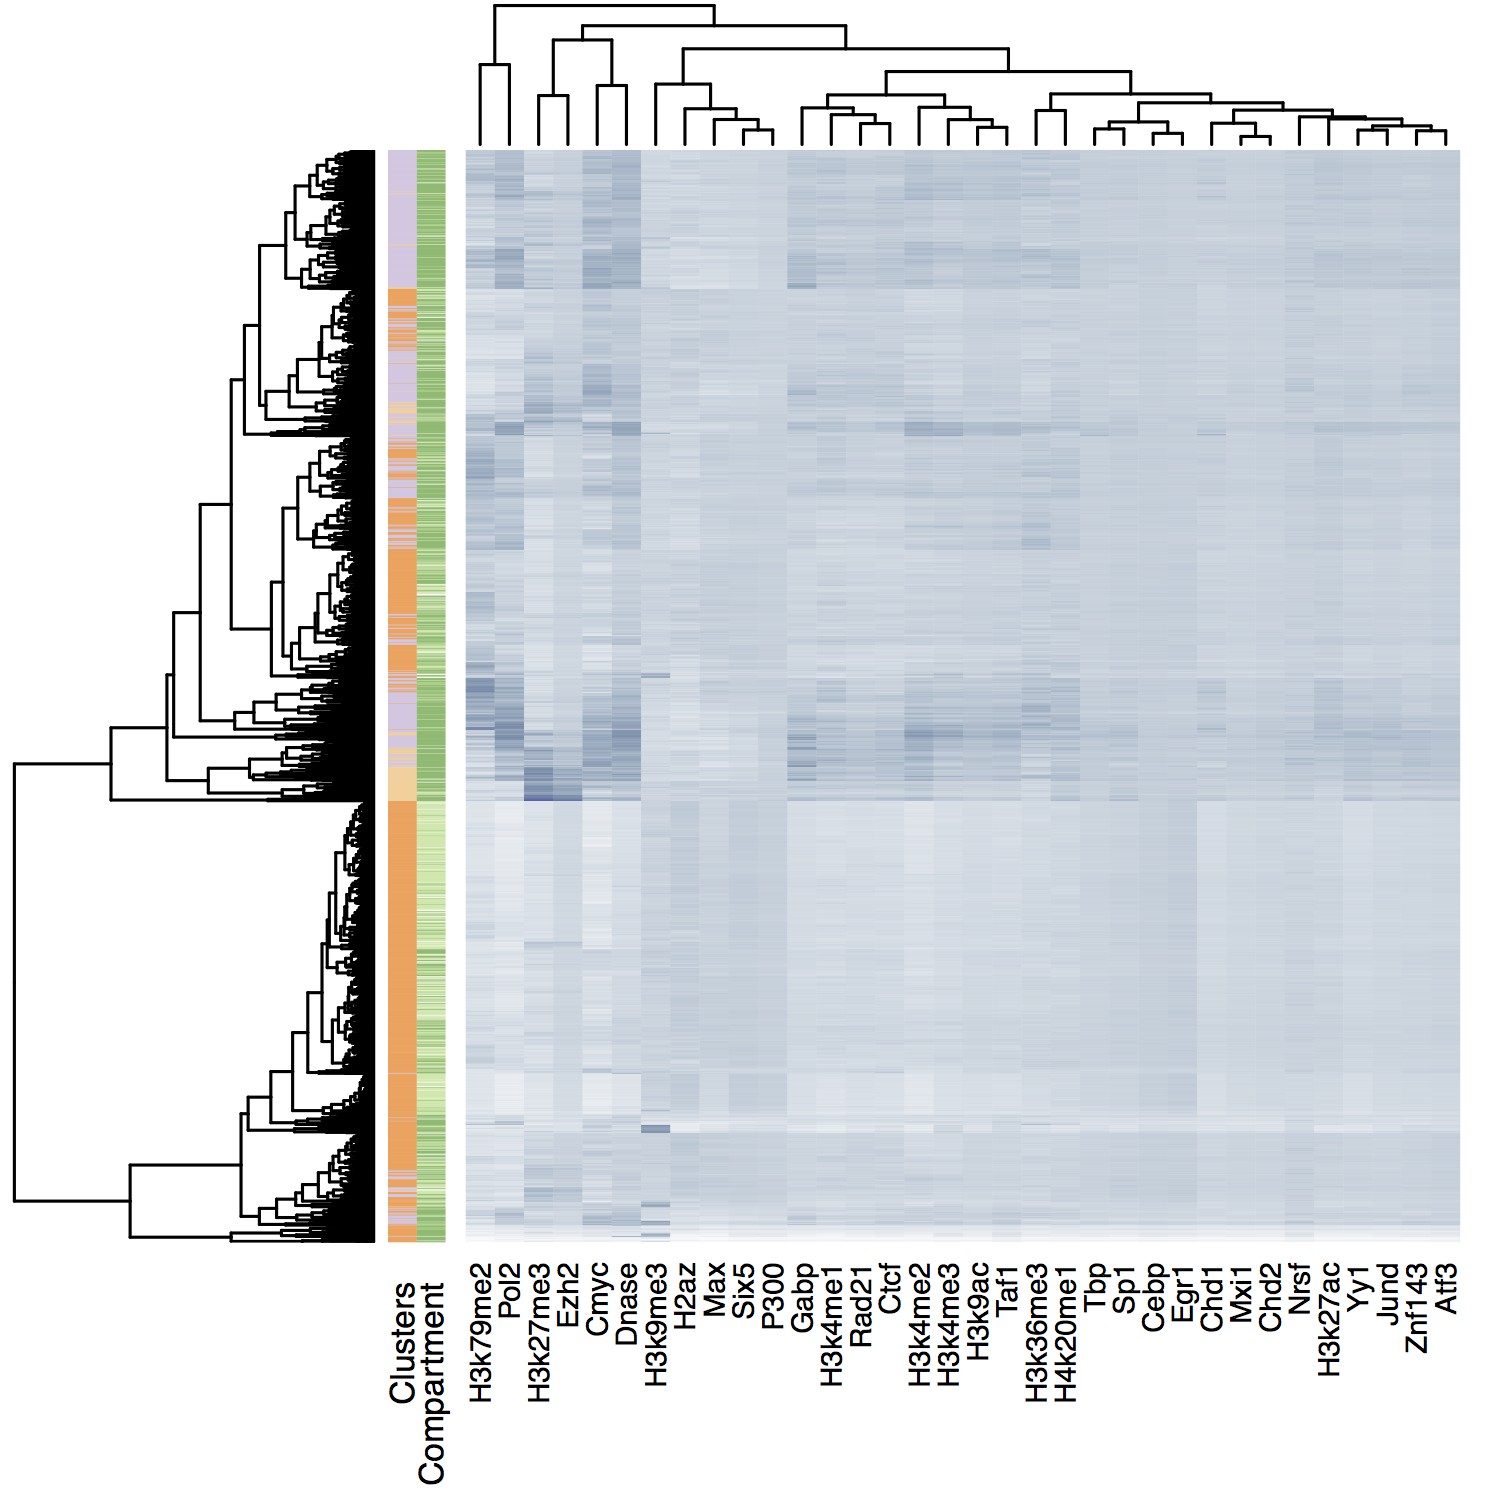 Clusters
Compartment
H3k79me2
Pol2
H3k27me3
Ezh2
Cmyc
Dnase
H3k9me3
H2az
Max
Six5
P300
Gabp
H3k4me1
Rad21
Ctcf
H3k4me2
H3k4me3
H3k9ac
Taf1
H3k36me3
H4k20me1
Tbp
Sp1
Cebp
Egr1
Chd1
Mxi1
Chd2
Nrsf
H3k27ac
Yy1
Jund
Znf143
Atf3